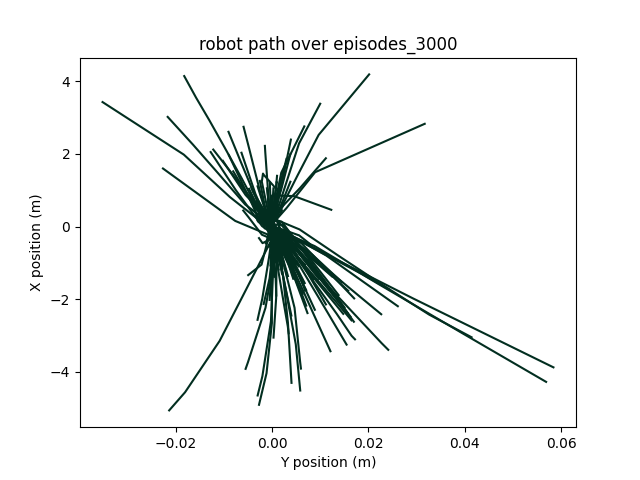 robot path over episodes_3000
X position (m)
4
2
0
−2
−4
−0.02 0.00 0.02 0.04 0.06
Y position (m)